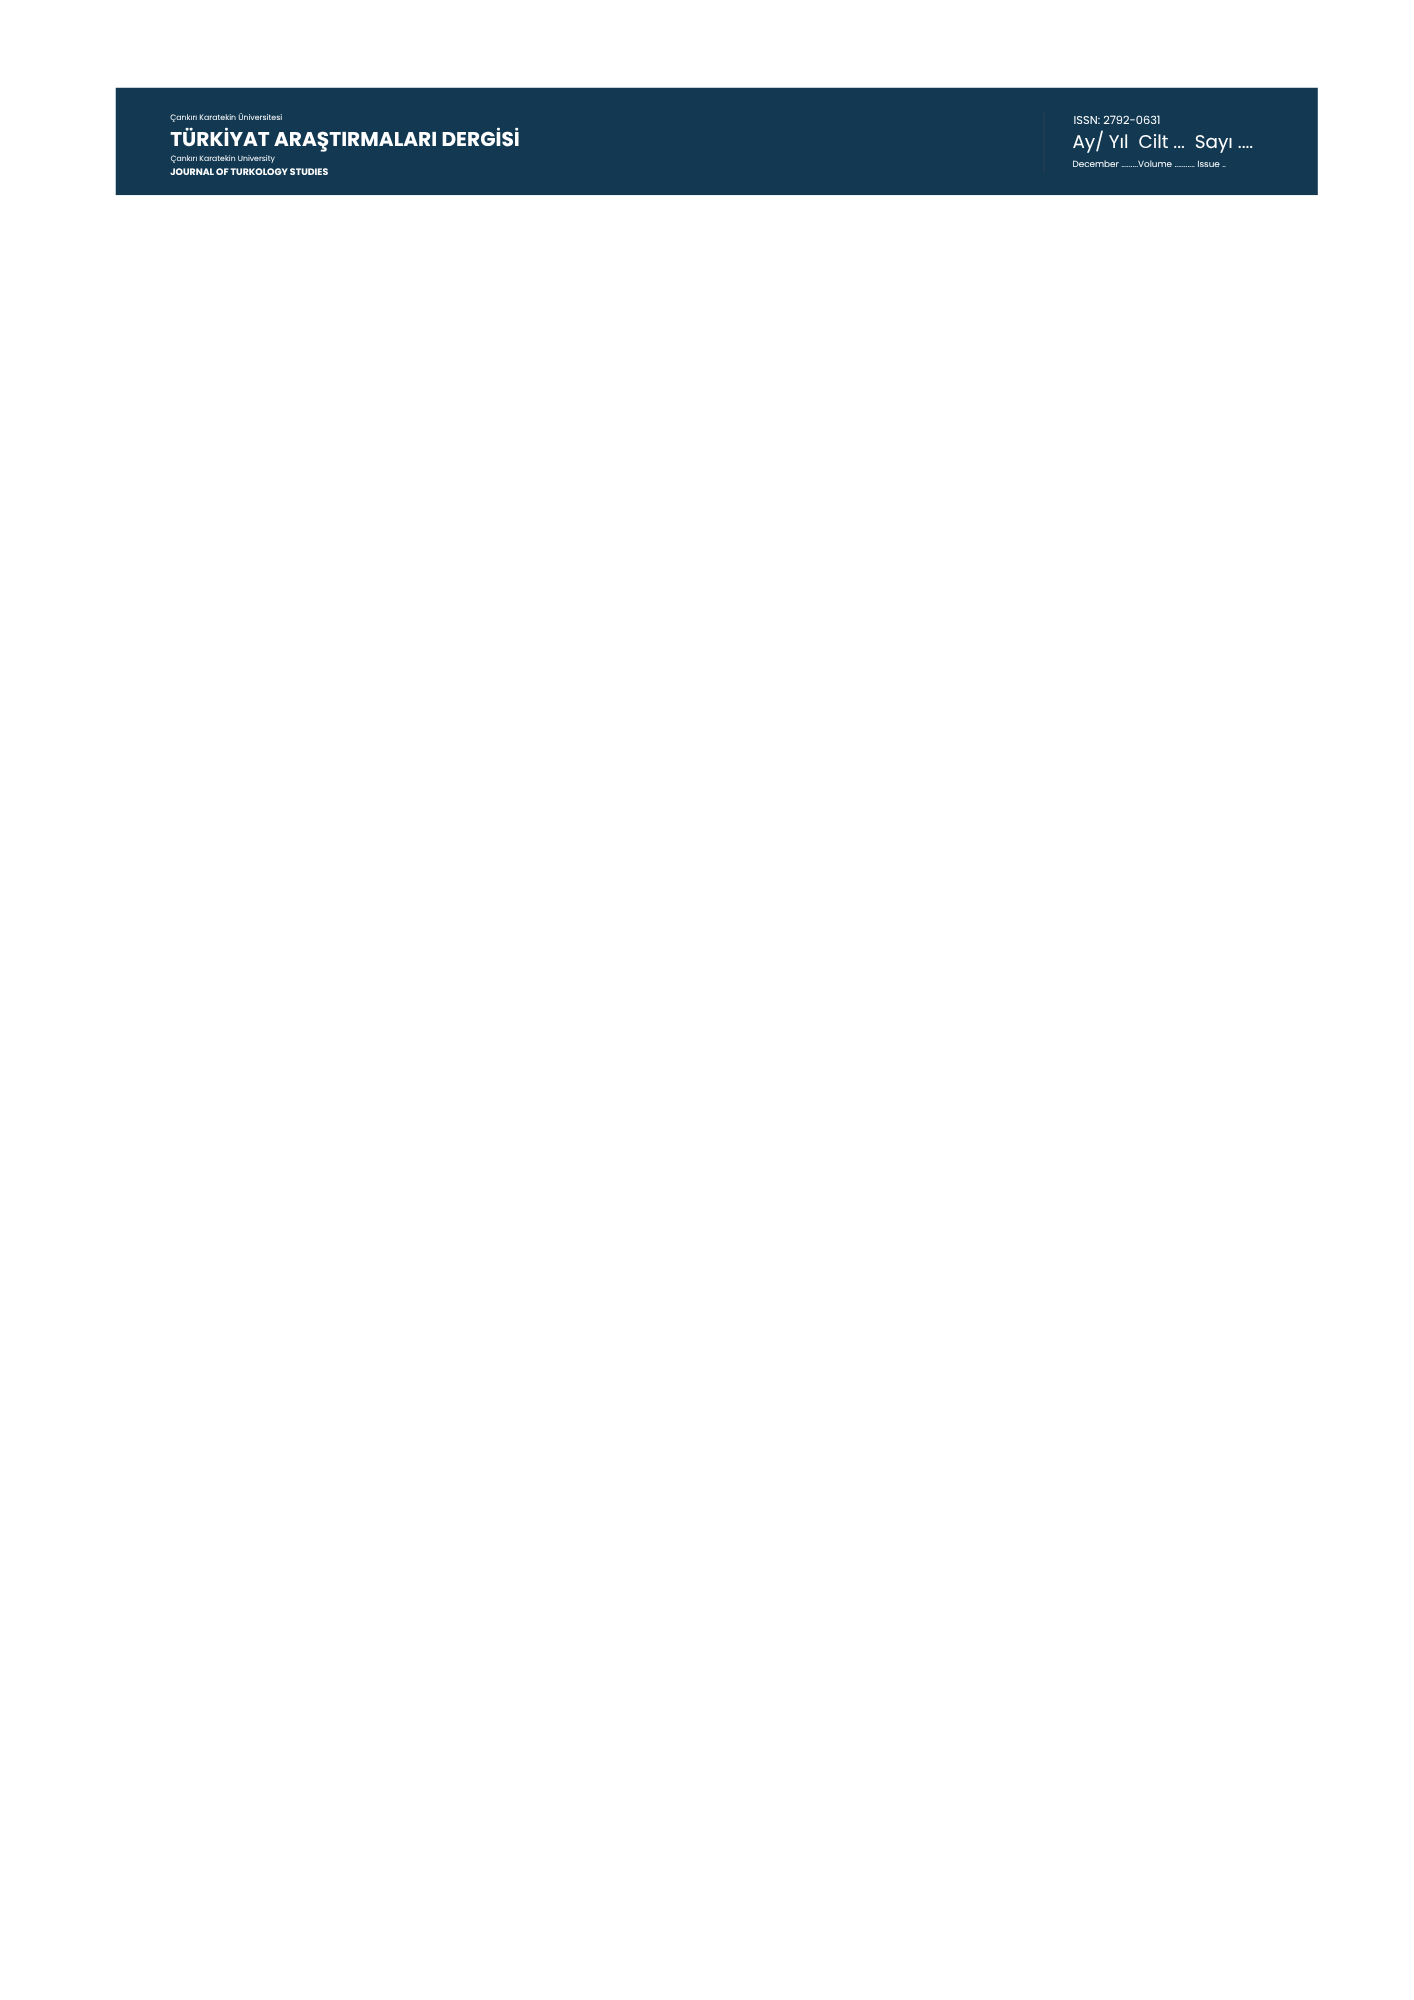 Çankırı Karatekin Üniversitesi
TÜRKİYAT ARAŞTIRMALARI DERGİSİ
Çankırı Karatekin University
JOURNAL OF TURKOLOGY STUDIES
ISSN: 2792-0631
Ay/ Yıl  Cilt ...  Sayı ....
December .........Volume ........... Issue ..